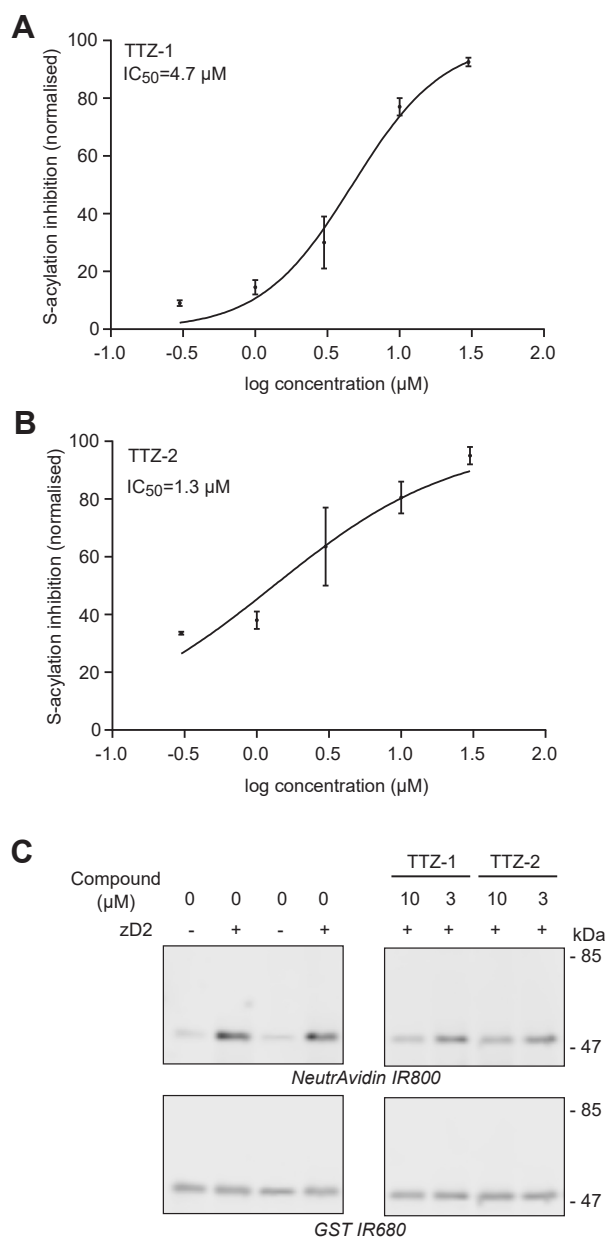 A
TTZ-1
IC50=4.7 µM
S-acylation inhibition (normalised)
100
80
60
40
20
0
-1.0 -0.5 0.0 0.5 1.0 1.5 2.0
log concentration (µM)
B
TTZ-2
IC50=1.3 µM
S-acylation inhibition (normalised)
100
80
60
40
20
0
-1.0 -0.5 0.0 0.5 1.0 1.5 2.0
log concentration (µM)
C
TTZ-1 TTZ-2
Compound
(µM) 0 0 0 0 10 3 10 3
zD2 - + - + + + + + kDa
- 85
- 47
NeutrAvidin IR800
- 85
- 47
GST IR680